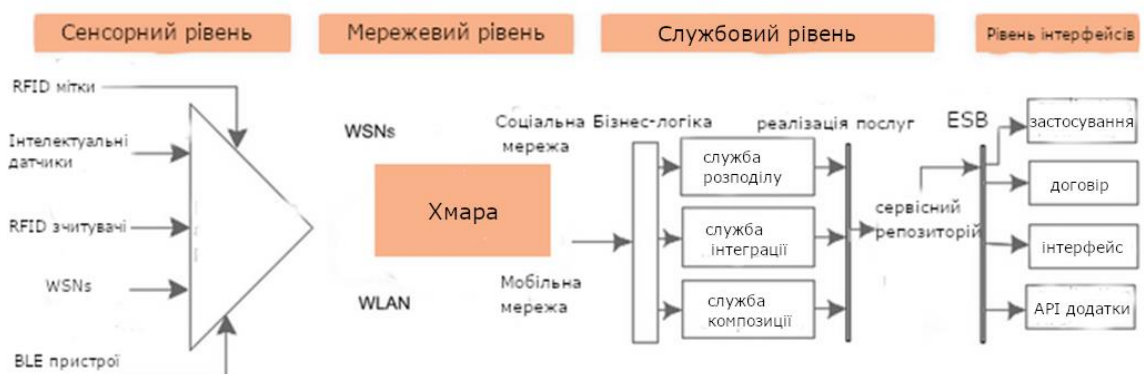 Сенсорний рівень
Мережевий рівень
Службовий рівень
Рівень інтерфейсів
RFID мітки
Інтелектуальні
датчики
RFID зчитувачі
WSNs
BLE пристрої
WSNs
Хмара
WLAN
Соціальна
мережа
Мобільна
мережа
Бізнес-логіка
служба
розподілу
служба
інтеграції
служба
композиції
реалізація послуг
сервісний
репозиторій
ESB
застосування
договір
інтерфейс
API додатки